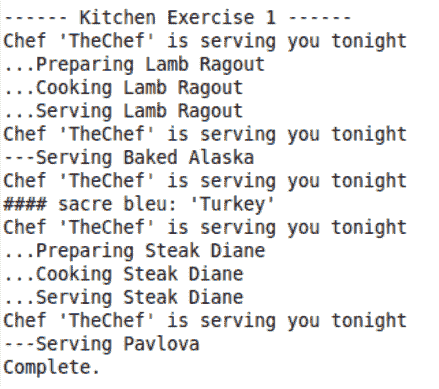 ------ Kitchen Exercise 1 ------
Chef 'TheChef' is serving you tonight
...Preparing Lamb Ragout
...Cooking Lamb Ragout
...Serving Lamb Ragout
Chef 'TheChef' is serving you tonight
---Serving Baked Alaska
Chef 'TheChef' is serving you tonight
#### sacre bleu: 'Turkey'
Chef 'TheChef' is serving you tonight
...Preparing Steak Diane
...Cooking Steak Diane
...Serving Steak Diane
Chef 'TheChef' is serving you tonight
---Serving Pavlova
Complete.